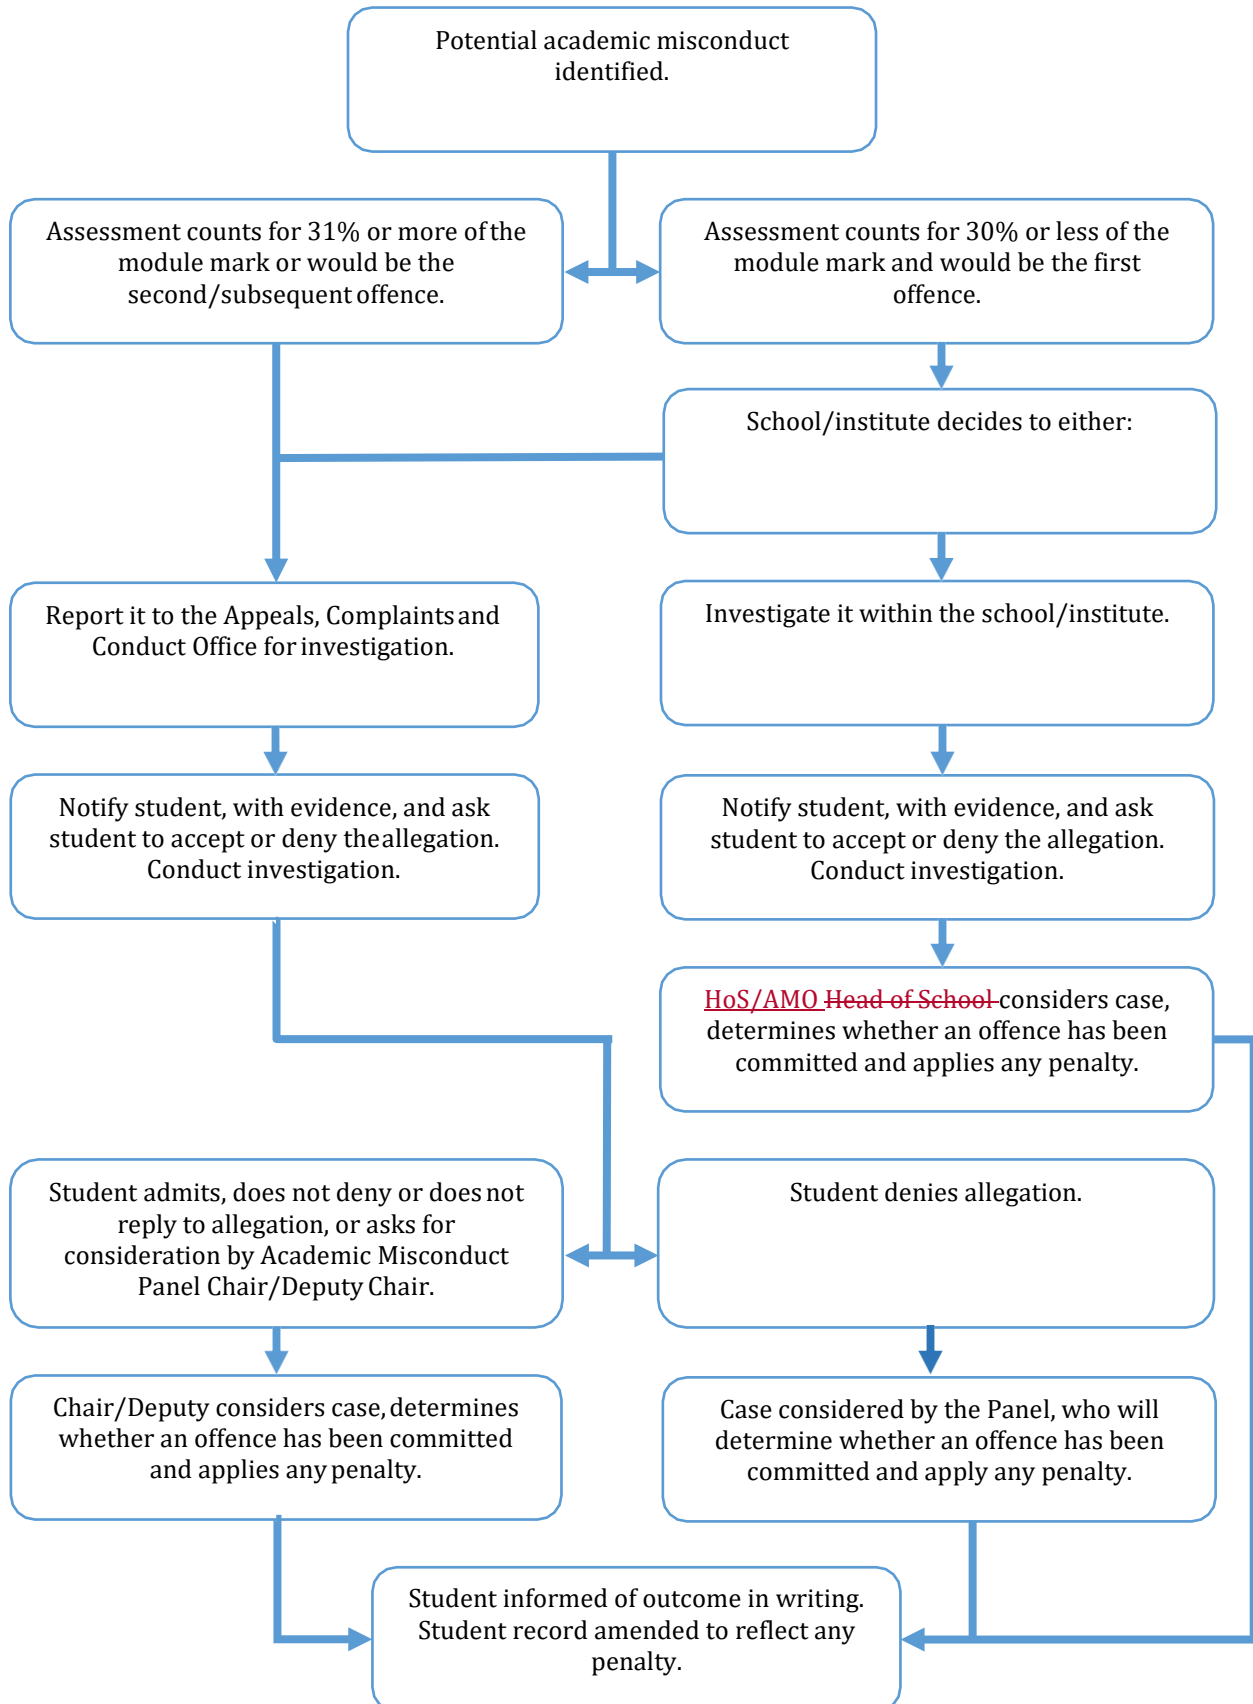 Potential academic misconduct
identified.
Assessment counts for 31% or more of the
module mark or would be the
second/subsequent offence.
Assessment counts for 30% or less of the
module mark and would be the first
offence.
School/institute decides to either:
Report it to the Appeals, Complaints and
Conduct Office for investigation.
Investigate it within the school/institute.
Notify student, with evidence, and ask
student to accept or deny the allegation.
Conduct investigation.
Notify student, with evidence, and ask
student to accept or deny the allegation.
Conduct investigation.
HoS/AMO Head of School considers case,
determines whether an offence has been
committed and applies any penalty.
Student admits, does not deny or does not
reply to allegation, or asks for
consideration by Academic Misconduct
Panel Chair/Deputy Chair.
Student denies allegation.
Chair/Deputy considers case, determines
whether an offence has been committed
and applies any penalty.
Case considered by the Panel, who will
determine whether an offence has been
committed and apply any penalty.
Student informed of outcome in writing.
Student record amended to reflect any
penalty.